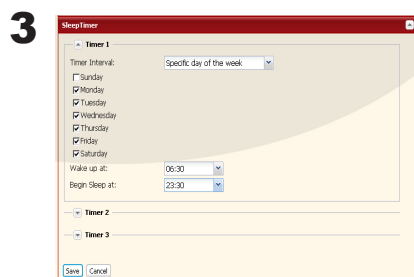 3
SleepTimer
Timer 1
Timer Interval: Specific day of the week
Sunday
Monday
Tuesday
Wednesday
Thursday
Friday
Saturday
Wake up at: 06:30
Begin Sleep at: 23:30
Timer 2
Timer 3
Save Cancel